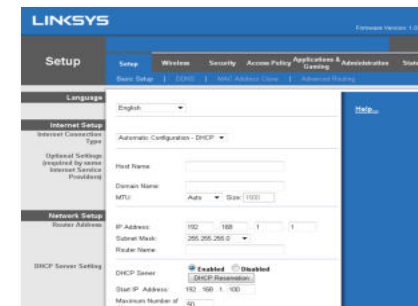 LINKSYS
Firmware Version: 1.0
Setup
Setup Wireless Security Access Policy Applications & Gaming Administration
Basic Setup | DDNS | MAC Address Clone | Advanced Routing
Language
English
Internet Setup
Internet Connection Type
Automatic Configuration - DHCP
Optional Settings (required by some Internet Service Providers)
Host Name:
Domain Name:
MTU: Auto Size: 1500
Help...
Network Setup
Router Address
IP Address: 192 168 1 1
Subnet Mask: 255.255.255.0
Router Name:
DHCP Server Setting
DHCP Server: Enabled Disabled
DHCP Reservation
Start IP Address: 192 . 168 . 1 . 100
Maximum Number of 50